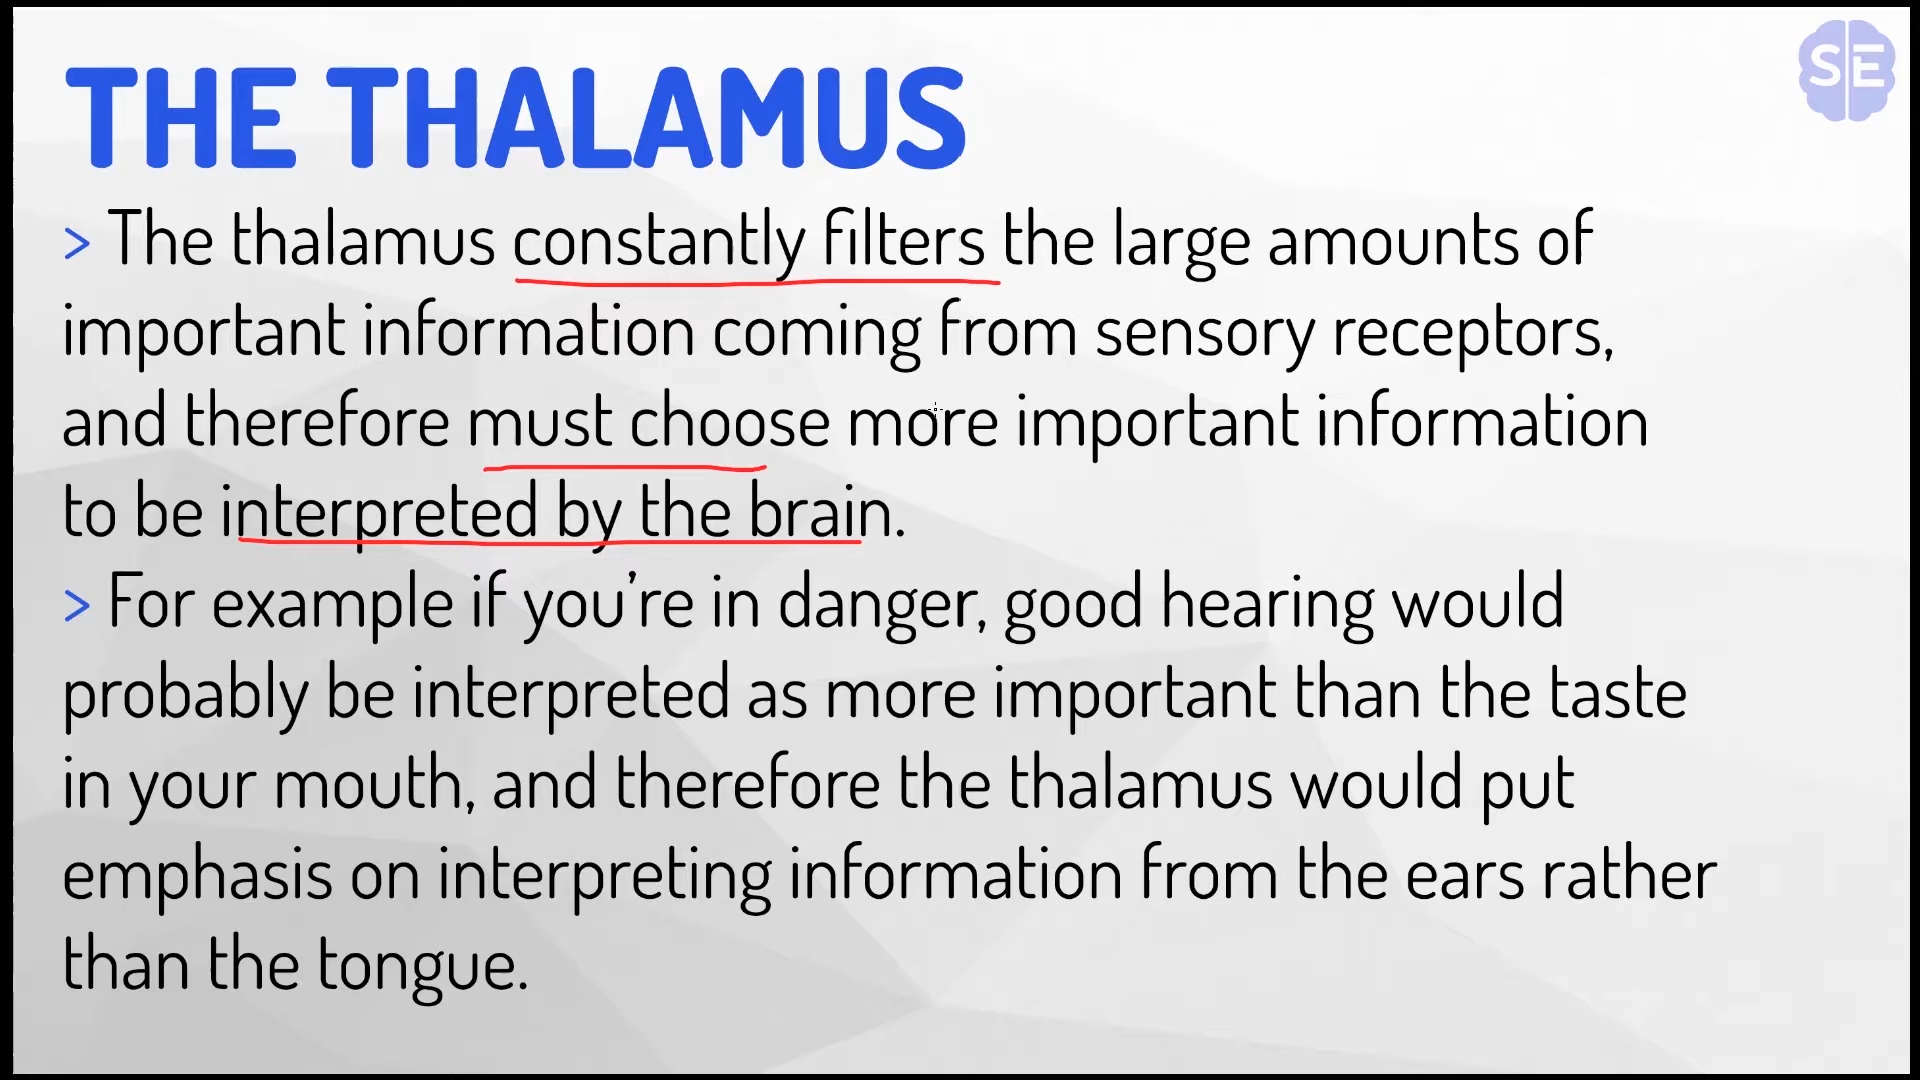 SE
THE THALAMUS
> The thalamus constantly filters the large amounts of
important information coming from sensory receptors,
and therefore must choose more important information
to be interpreted by the brain.
> For example if you're in danger, good hearing would
probably be interpreted as more important than the taste
in your mouth, and therefore the thalamus would put
emphasis on interpreting information from the ears rather
than the tongue.